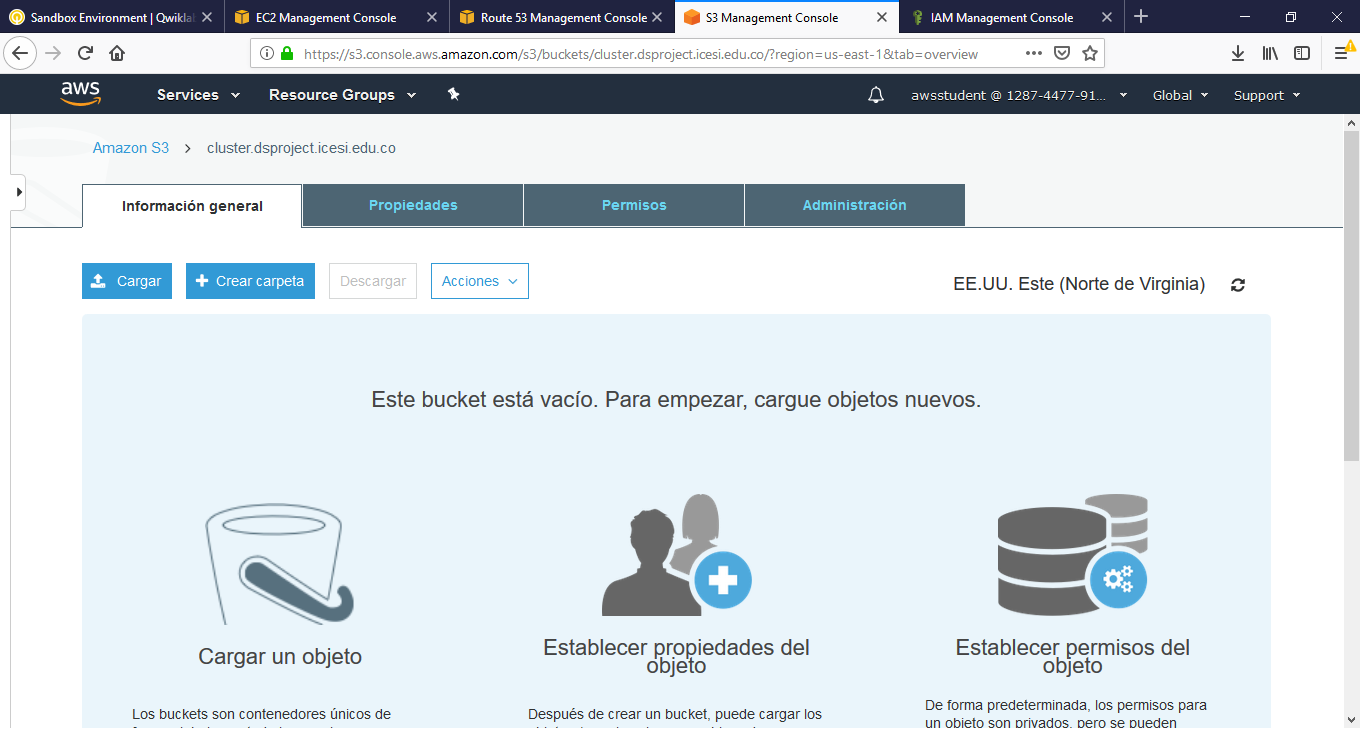 Sandbox Environment | Qwikla
EC2 Management Console
Route 53 Management Console
S3 Management Console
IAM Management Console
https://s3.console.aws.amazon.com/s3/buckets/cluster.dsproject.icesi.edu.co/?region=us-east-1&tab=overview
aws
Services
Resource Groups
awsstudent @ 1287-4477-91...
Global
Support
Amazon S3 > cluster.dsproject.icesi.edu.co
Información general
Propiedades
Permisos
Administración
Cargar
Crear carpeta
Descargar
Acciones
EE.UU. Este (Norte de Virginia)
Este bucket está vacío. Para empezar, cargue objetos nuevos.
Cargar un objeto
Los buckets son contenedores únicos de
Establecer propiedades del
objeto
Después de crear un bucket, puede cargar los
Establecer permisos del
objeto
De forma predeterminada, los permisos para
un objeto son privados, pero se pueden